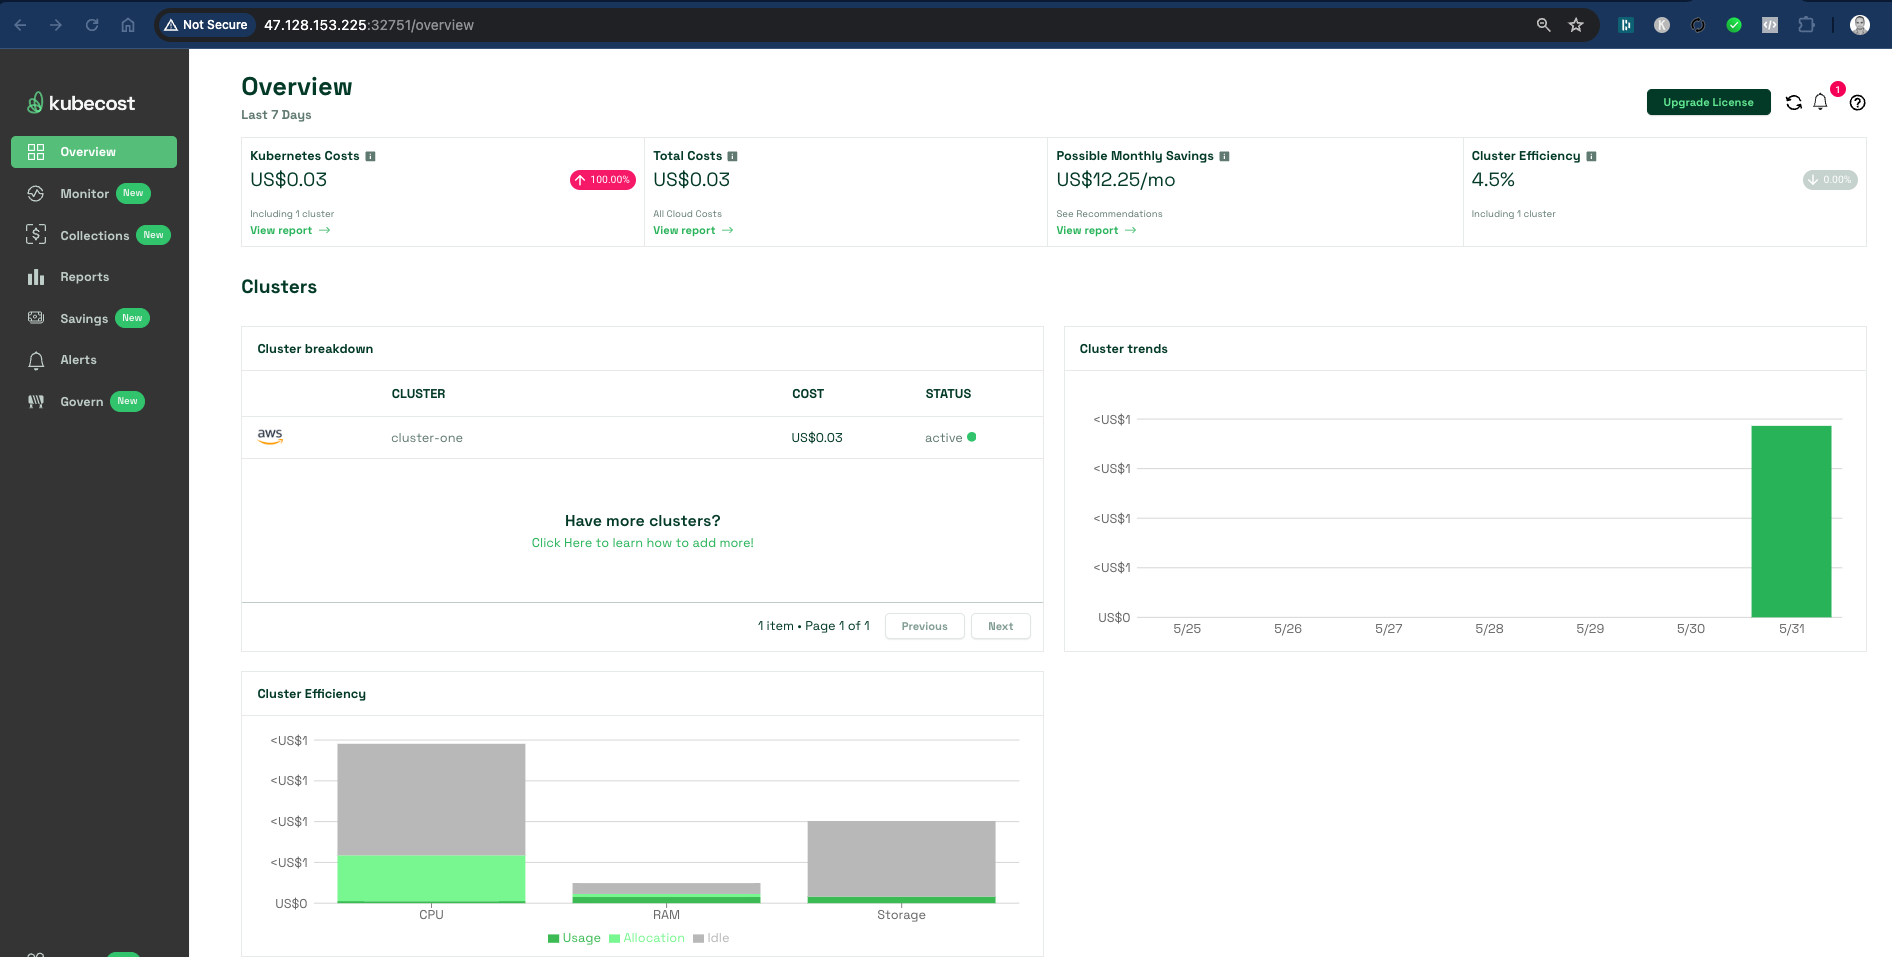 Not Secure 47.128.153.225:32751/overview
kubecost
Overview
Monitor New
Collections New
Reports
Savings New
Alerts
Govern New
Overview
Last 7 Days
Upgrade License
1
Kubernetes Costs
US$0.03
100.00%
Including 1 cluster
View report
Total Costs
US$0.03
All Cloud Costs
View report
Possible Monthly Savings
US$12.25/mo
See Recommendations
View report
Cluster Efficiency
4.5%
0.00%
Including 1 cluster
Clusters
Cluster breakdown
CLUSTER COST STATUS
aws cluster-one US$0.03 active
Have more clusters?
Click Here to learn how to add more!
1 item • Page 1 of 1 Previous Next
Cluster trends
<US$1
<US$1
<US$1
<US$1
US$0
5/25 5/26 5/27 5/28 5/29 5/30 5/31
Cluster Efficiency
<US$1
<US$1
<US$1
<US$1
US$0
CPU RAM Storage
Usage Allocation Idle